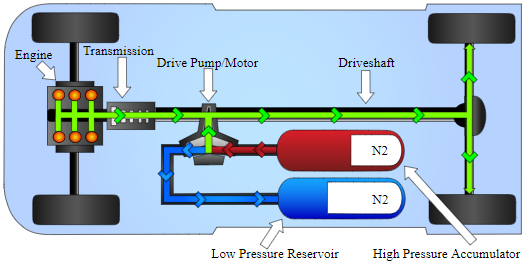 Engine
Transmission
Drive Pump/Motor
Driveshaft
N2
N2
Low Pressure Reservoir
High Pressure Accumulator